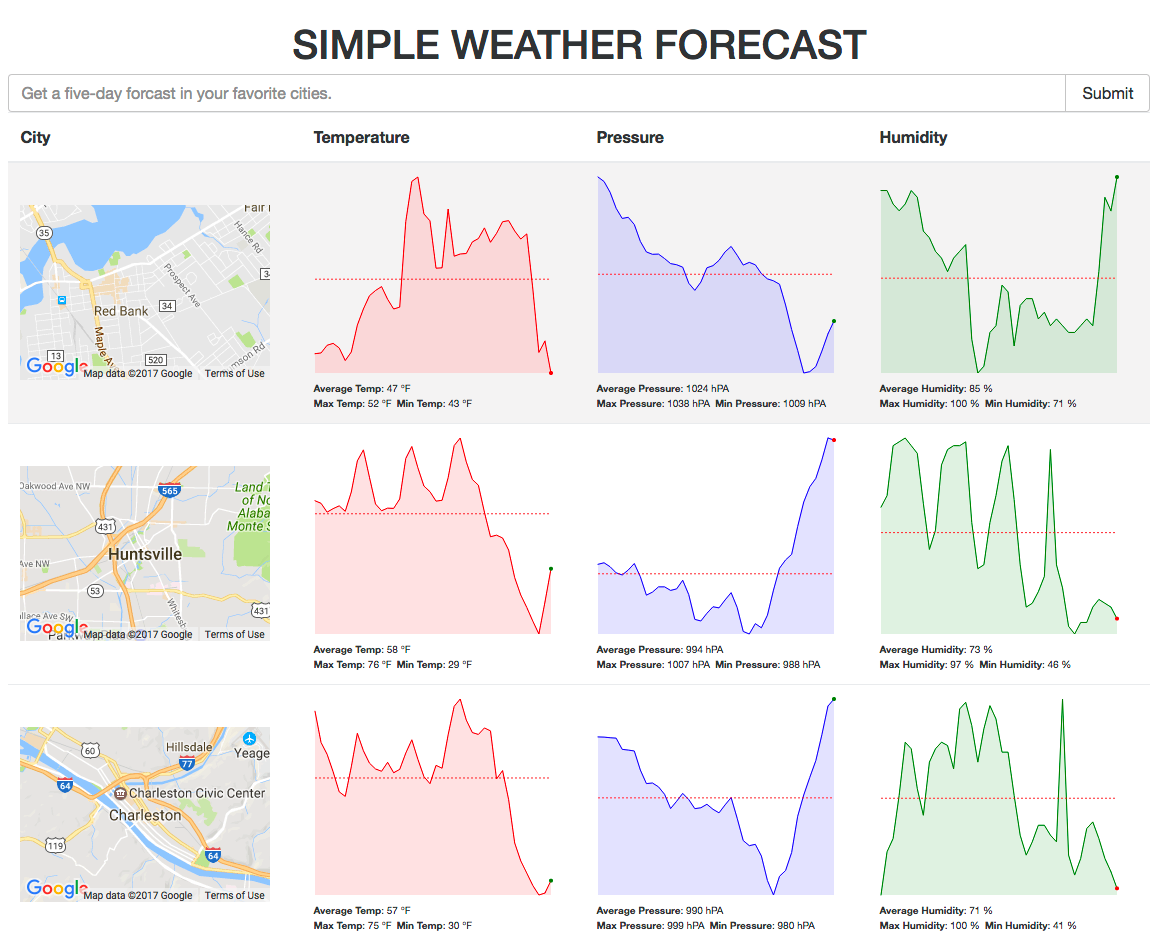 SIMPLE WEATHER FORECAST
Get a five-day forcast in your favorite cities. Submit
City Temperature Pressure Humidity
Fair
35
Hance Rd
Prospect Ave
34
Red Bank
34
Maple
13
520
Google
Map data ©2017 Google Terms of Use
Average Temp: 47 °F
Max Temp: 52 °F Min Temp: 43 °F
Average Pressure: 1024 hPA
Max Pressure: 1038 hPA Min Pressure: 1009 hPA
Average Humidity: 85 %
Max Humidity: 100 % Min Humidity: 71 %
Oakwood Ave NW
565
Land
of
Alaba
Monte
431
Huntsville
Ave NW
53
431
Ave SW
Google
Map data ©2017 Google Terms of Use
Average Temp: 58 °F
Max Temp: 76 °F Min Temp: 29 °F
Average Pressure: 994 hPA
Max Pressure: 1007 hPA Min Pressure: 988 hPA
Average Humidity: 73 %
Max Humidity: 97 % Min Humidity: 46 %
60
Hillsdale
Yeage
77
64
Charleston Civic Center
Charleston
119
64
Google
Map data ©2017 Google Terms of Use
Average Temp: 57 °F
Max Temp: 75 °F Min Temp: 30 °F
Average Pressure: 990 hPA
Max Pressure: 999 hPA Min Pressure: 980 hPA
Average Humidity: 71 %
Max Humidity: 100 % Min Humidity: 41 %